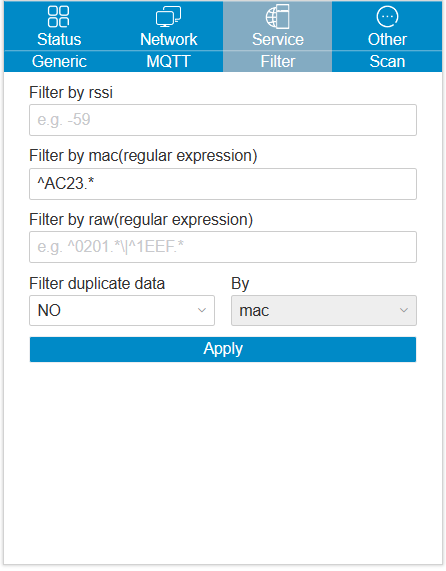 Status Network Service Other
Generic MQTT Filter Scan
Filter by rssi
e.g. -59
Filter by mac(regular expression)
^AC23.*
Filter by raw(regular expression)
e.g. ^0201.*\|^1EEF.*
Filter duplicate data By
NO mac
Apply